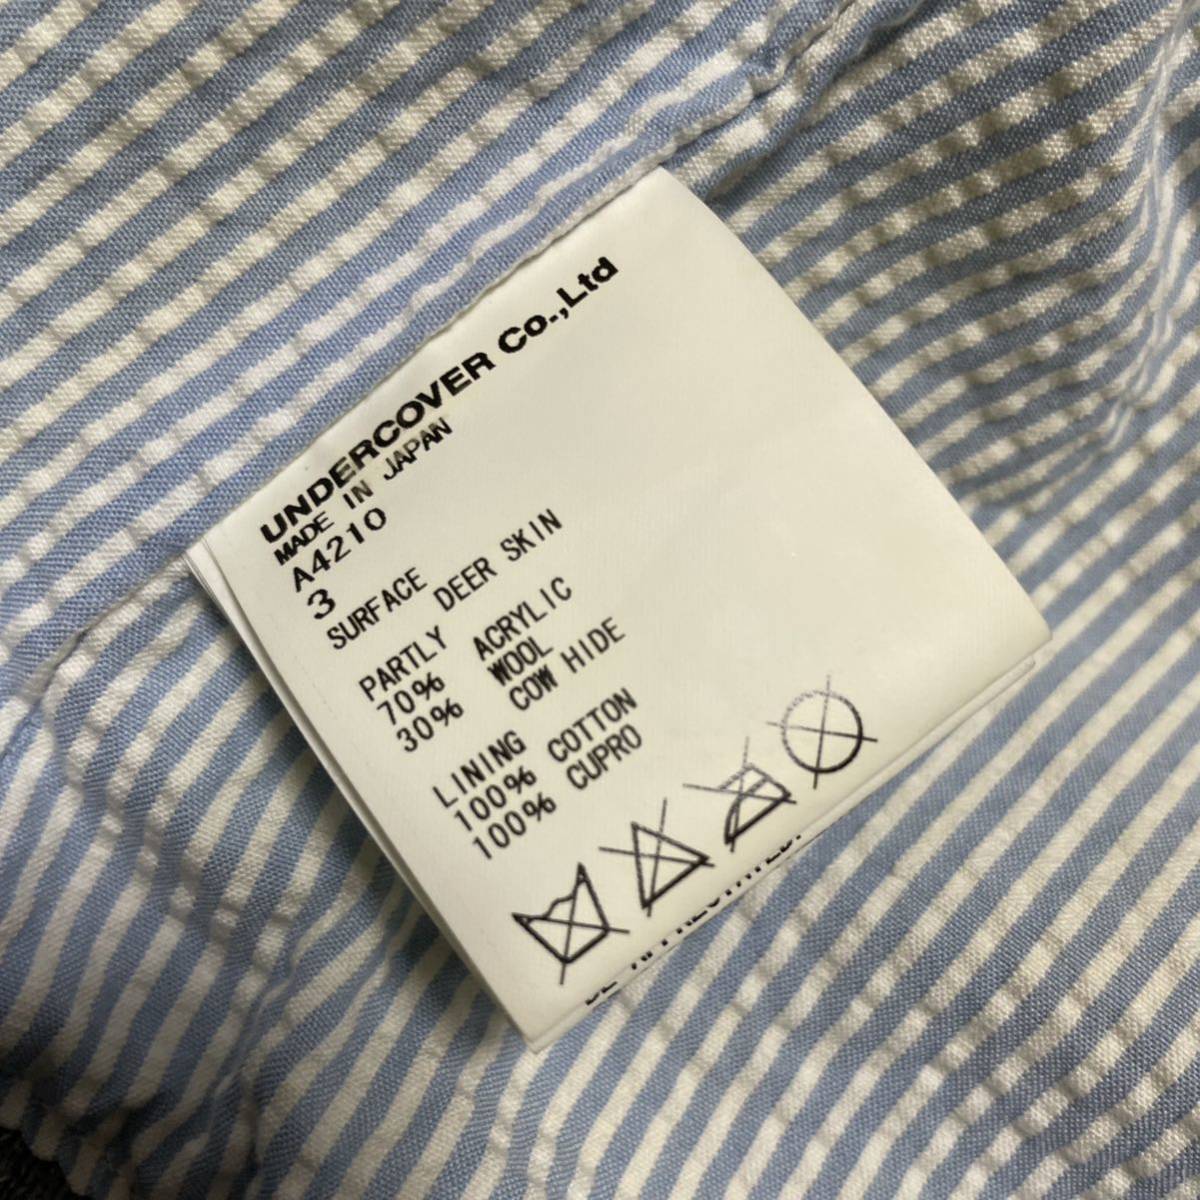 UNDERCOVER Co.,Ltd
MADE IN JAPAN
A4210
3
SURFACE
DEER SKIN
PARTLY
70% ACRYLIC
30% WOOL
COW HIDE
LINING
100% COTTON
100% CUPRO